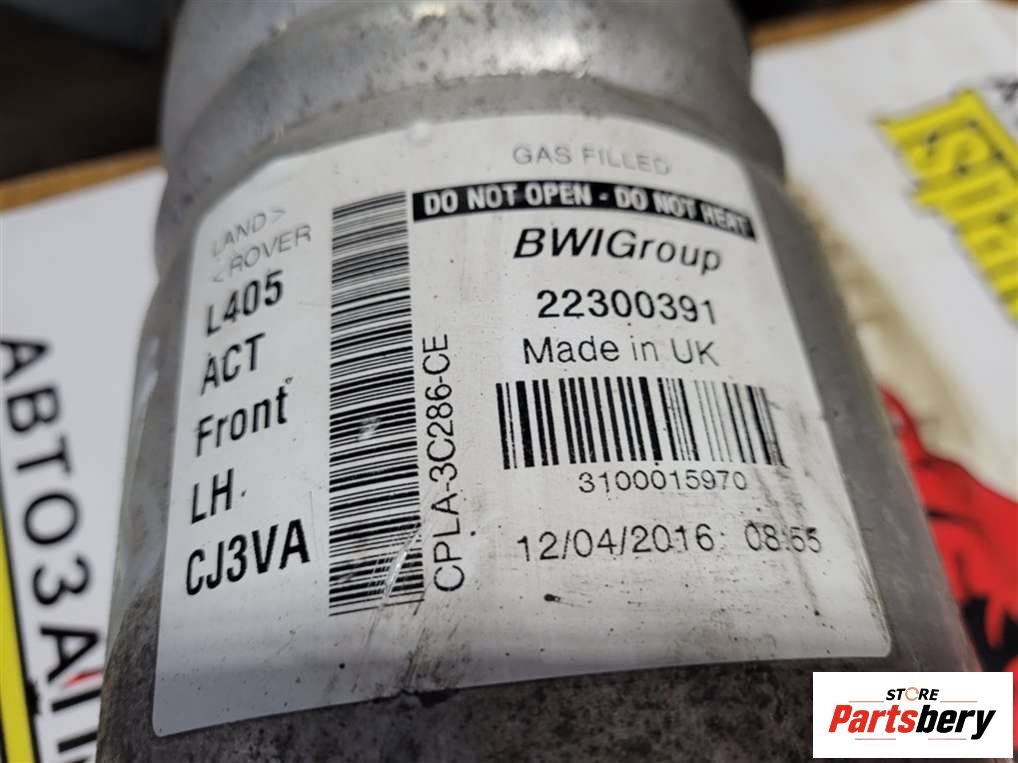 GAS FILLED
DO NOT OPEN - DO NOT HEAT
BWIGroup
22300391
Made in UK
3100015970
12/04/2016 08:55
LAND>
<ROVER
L405
ACT
Front
LH
CJ3VA
CPLA-3C286-CE
STORE
Partsbery